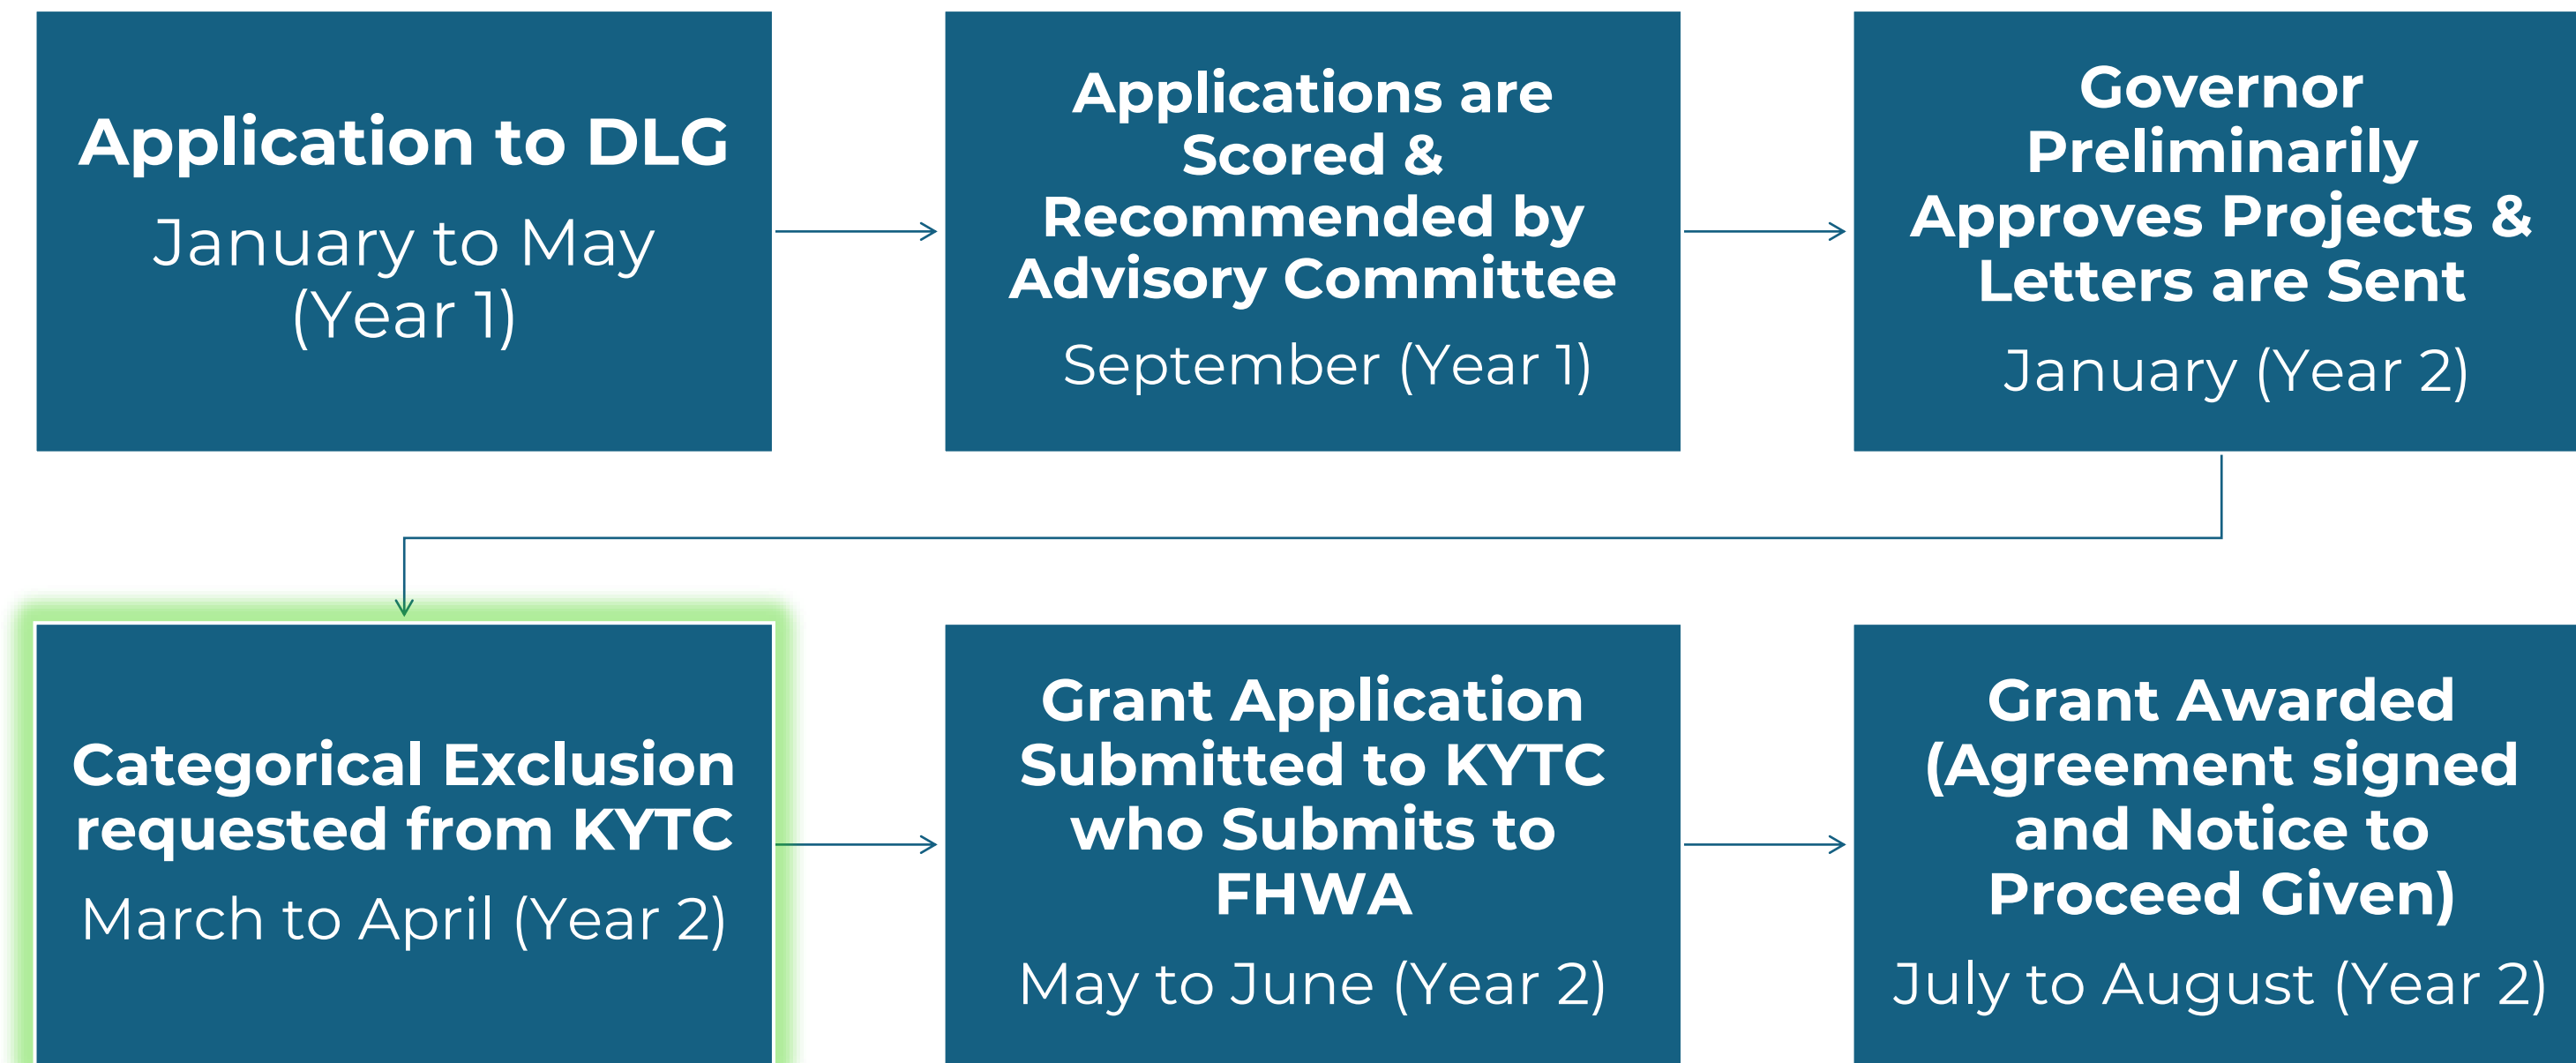 Application to DLG
January to May
(Year 1)
Applications are
Scored &
Recommended by
Advisory Committee
September (Year 1)
Governor
Preliminarily
Approves Projects &
Letters are Sent
January (Year 2)
Categorical Exclusion
requested from KYTC
March to April (Year 2)
Grant Application
Submitted to KYTC
who Submits to
FHWA
May to June (Year 2)
Grant Awarded
(Agreement signed
and Notice to
Proceed Given)
July to August (Year 2)